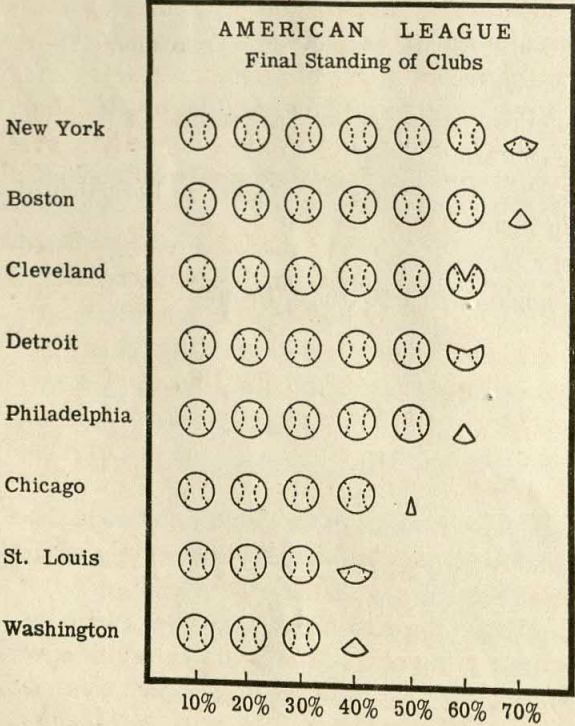 AMERICAN LEAGUE
Final Standing of Clubs
New York
Boston
Cleveland
Detroit
Philadelphia
Chicago
St. Louis
Washington
10% 20% 30% 40% 50% 60% 70%